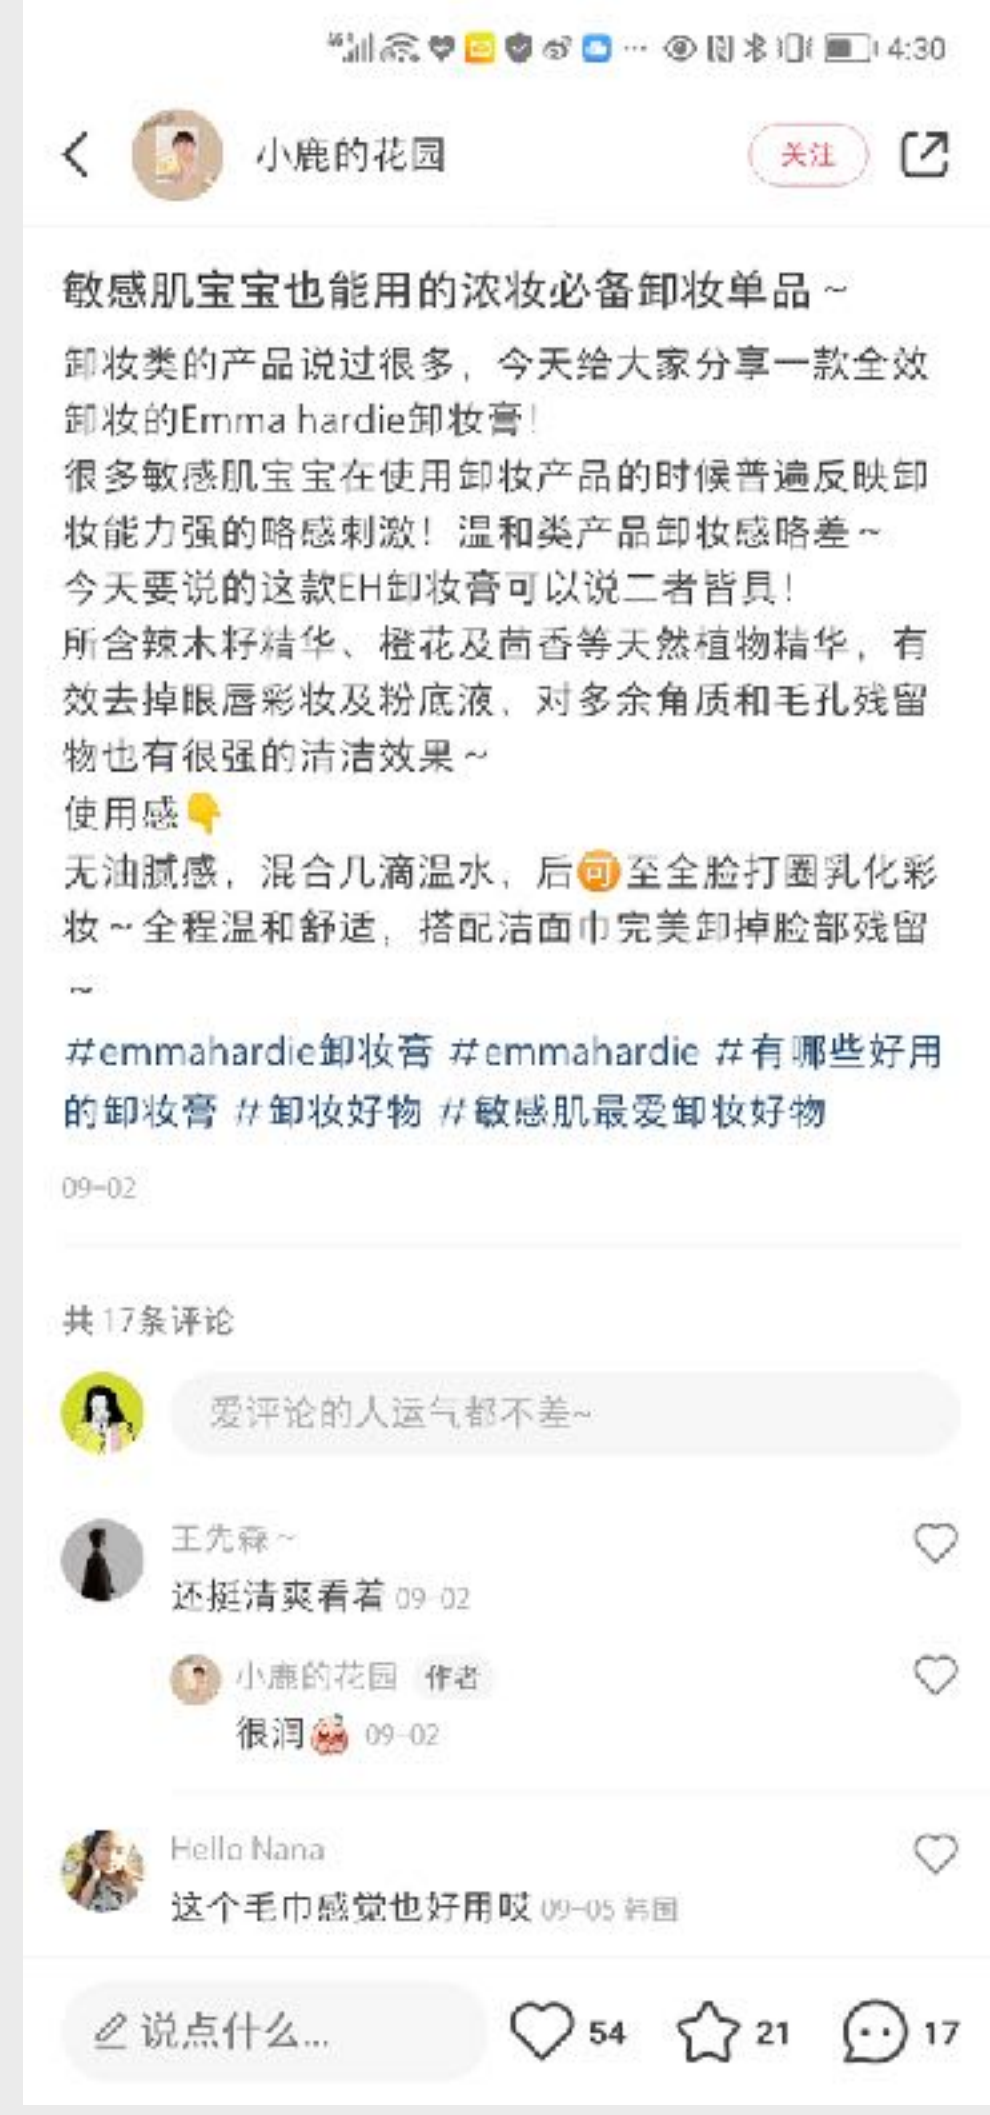 4:30
小鹿的花园
关注
敏感肌宝宝也能用的浓妆必备卸妆单品～
卸妆类的产品说过很多，今天给大家分享一款全效
卸妆的Emma hardie卸妆膏！
很多敏感肌宝宝在使用卸妆产品的时候普遍反映卸
妆能力强的略感刺激！温和类产品卸妆感略差～
今天要说的这款EH卸妆膏可以说二者皆具！
所含辣木籽精华、橙花及茴香等天然植物精华，有
效去掉眼唇彩妆及粉底液，对多余角质和毛孔残留
物也有很强的清洁效果～
使用感👇
无油腻感，混合几滴温水，后🉑至全脸打圈乳化彩
妆～全程温和舒适，搭配洁面巾完美卸掉脸部残留
～
#emmahardie卸妆膏 #emmahardie #有哪些好用
的卸妆膏 #卸妆好物 #敏感肌最爱卸妆好物
09-02
共 17条评论
爱评论的人运气都不差~
王先森～
还挺清爽看着 09-02
小鹿的花园 作者
很润 09-02
Hello Nana
这个毛巾感觉也好用哎 09-05 韩国
说点什么...
54
21
17